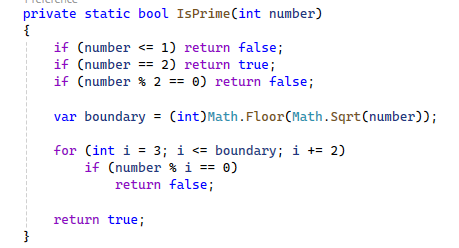 private static bool IsPrime(int number)
{
    if (number <= 1) return false;
    if (number == 2) return true;
    if (number % 2 == 0) return false;

    var boundary = (int)Math.Floor(Math.Sqrt(number));

    for (int i = 3; i <= boundary; i += 2)
        if (number % i == 0)
            return false;

    return true;
}